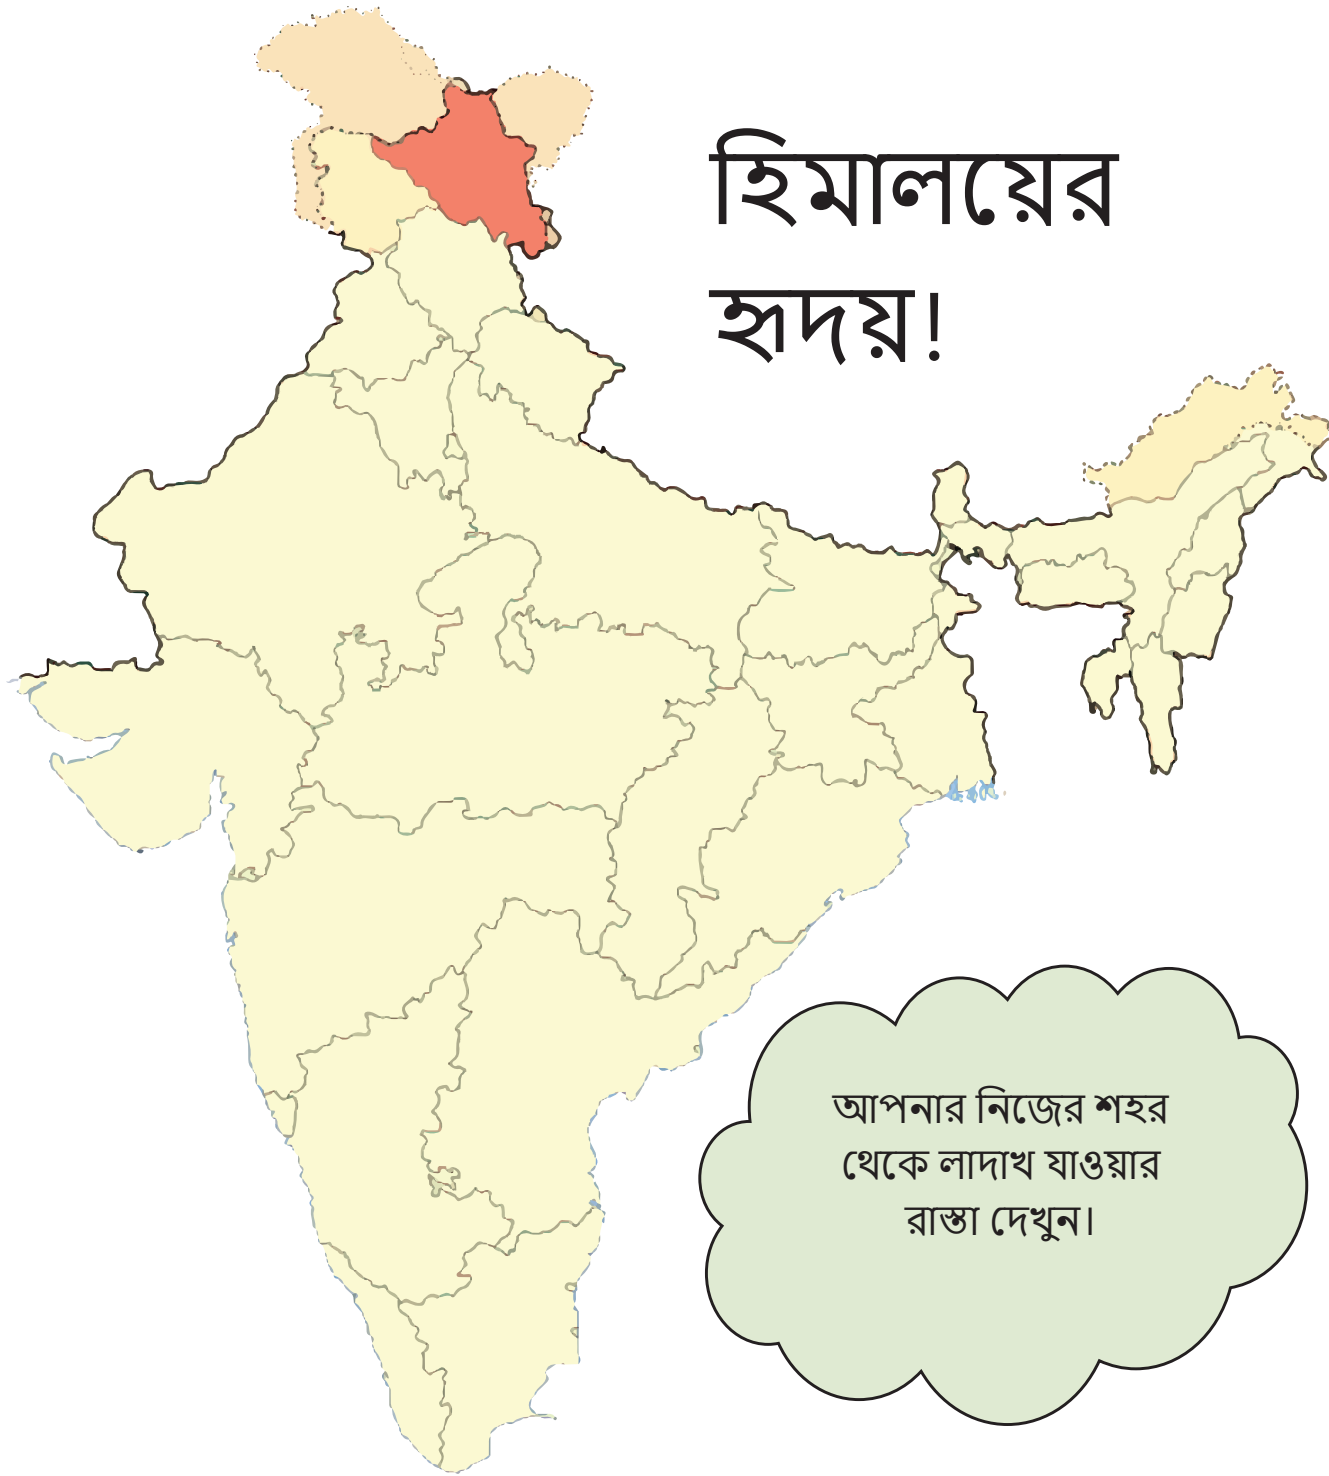 হিমালয়ের
হৃদয়!
আপনার নিজের শহর
থেকে লাদাখ যাওয়ার
রাস্তা দেখুন।